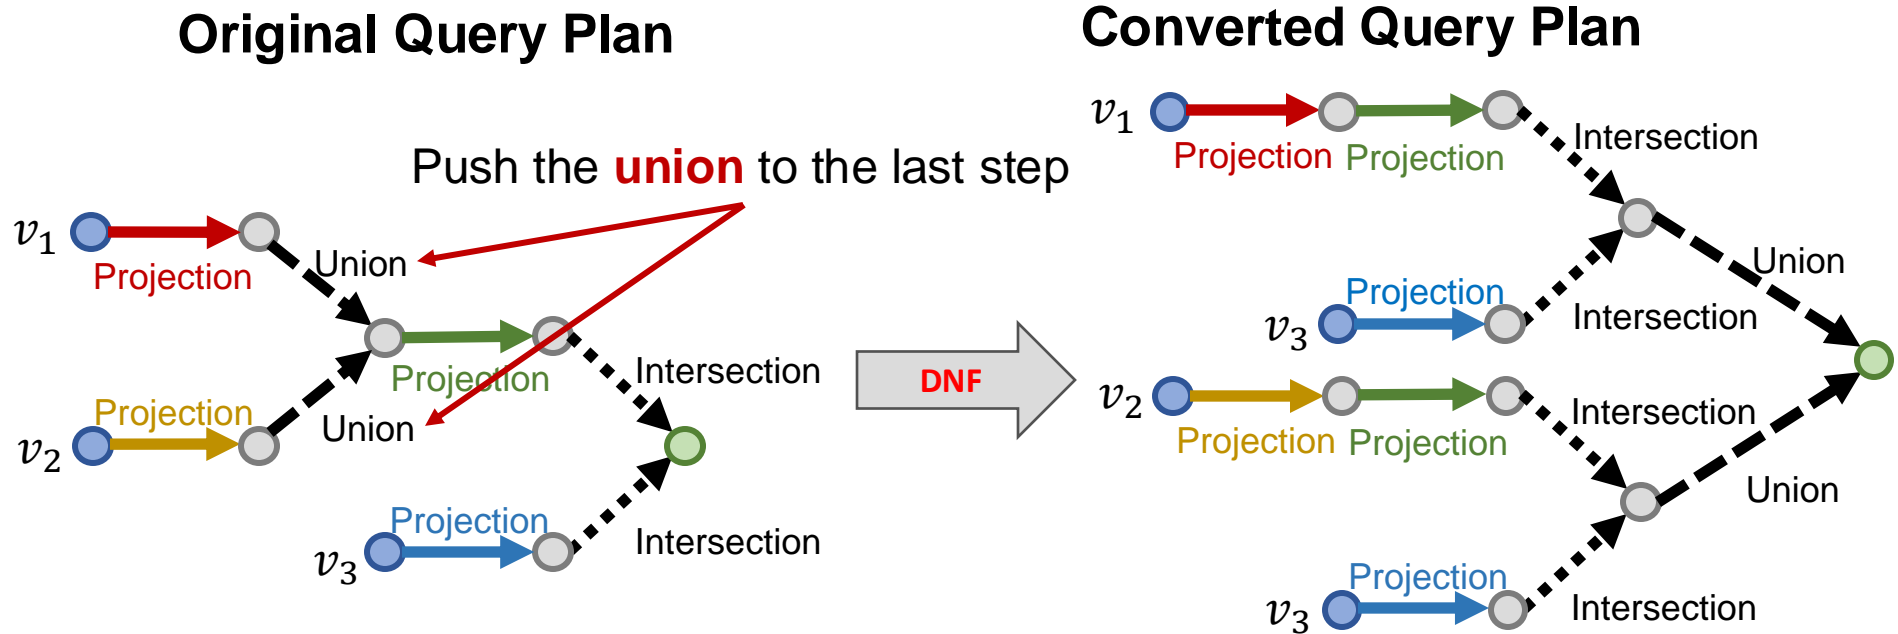 Original Query Plan
Push the union to the last step
v₁
Projection
Union
Projection
Projection
Union
v₂
Intersection
Projection
v₃
Intersection
DNF
Converted Query Plan
v₁
Projection
Projection
Intersection
Projection
v₃
Intersection
Union
v₂
Projection
Projection
Intersection
Union
Projection
v₃
Intersection